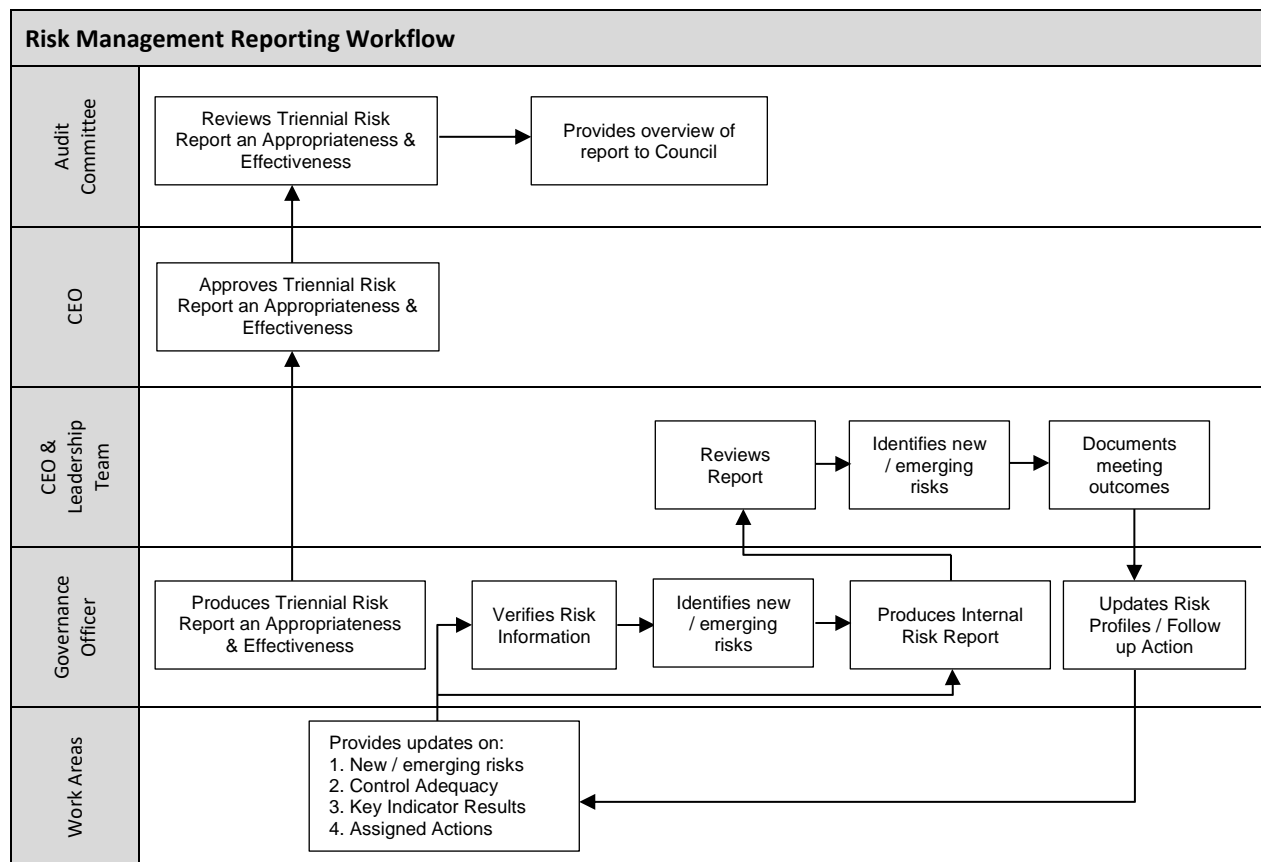 Risk Management Reporting Workflow
Audit
Committee
Reviews Triennial Risk
Report an Appropriateness &
Effectiveness
Provides overview of
report to Council
CEO
Approves Triennial Risk
Report an Appropriateness &
Effectiveness
CEO &
Leadership
Team
Reviews
Report
Identifies new
/ emerging
risks
Documents
meeting
outcomes
Governance
Officer
Produces Triennial Risk
Report an Appropriateness
& Effectiveness
Verifies Risk
Information
Identifies new
/ emerging
risks
Produces Internal
Risk Report
Updates Risk
Profiles / Follow
up Action
Work Areas
Provides updates on:
1. New / emerging risks
2. Control Adequacy
3. Key Indicator Results
4. Assigned Actions